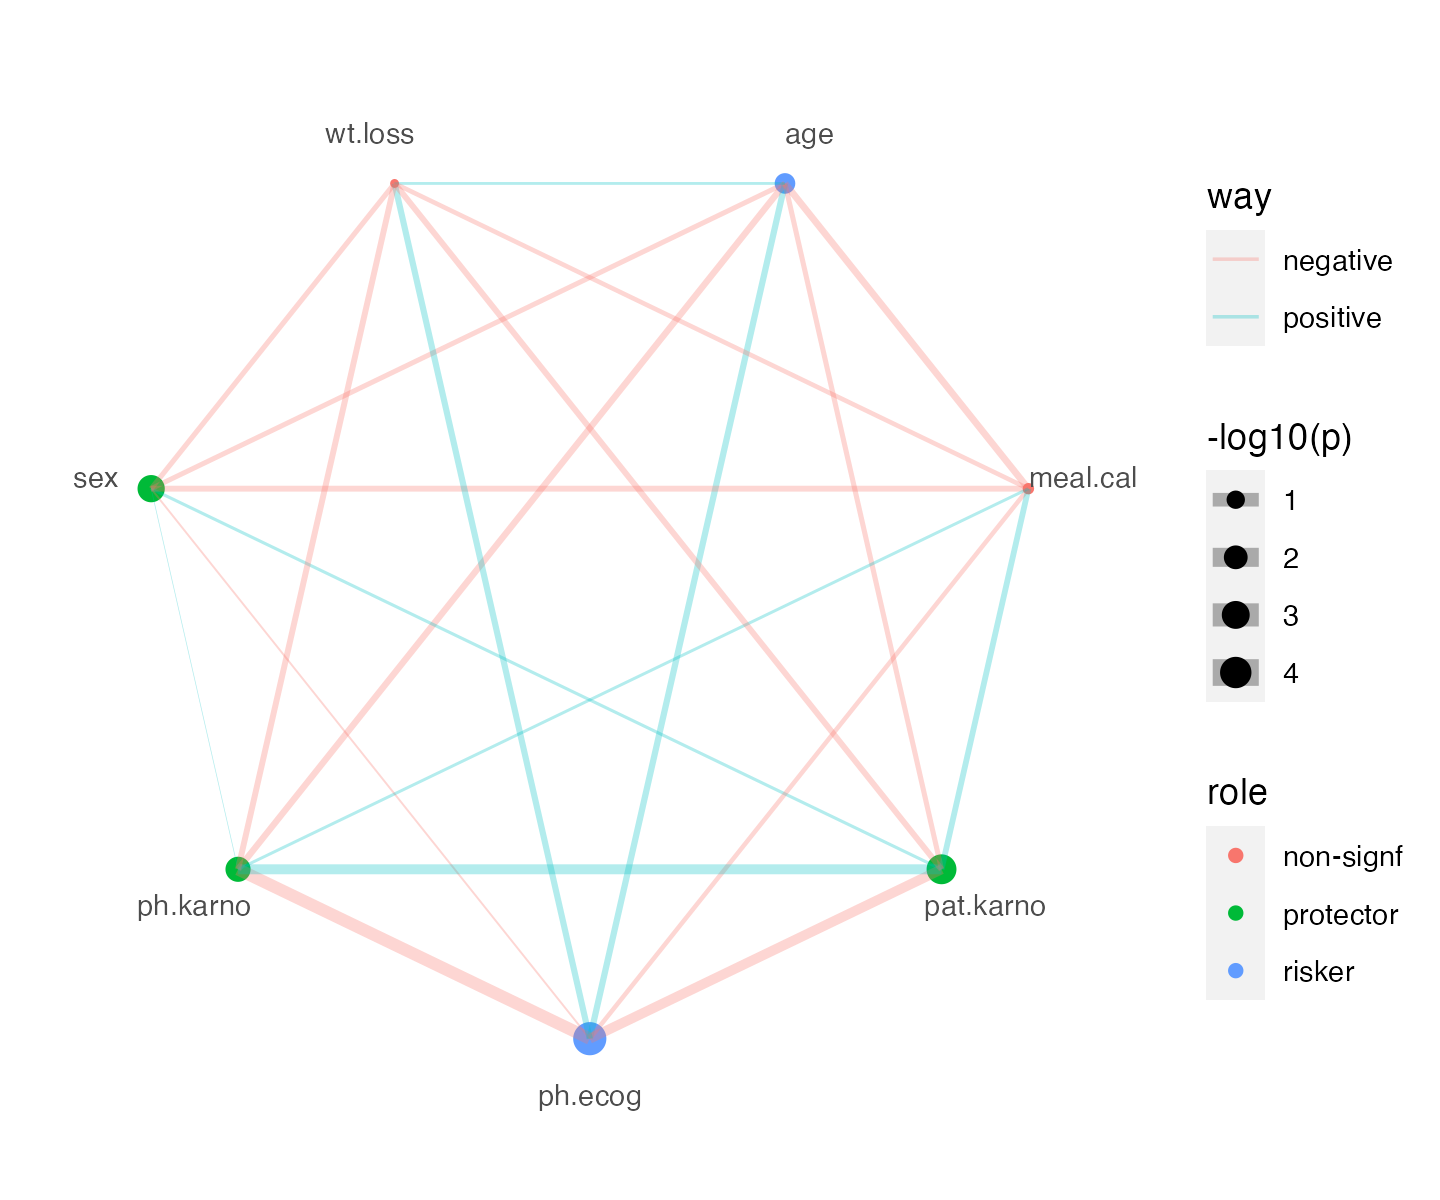 wt.loss
age
sex
meal.cal
ph.karno
pat.karno
ph.ecog
way
negative
positive
-log10(p)
1
2
3
4
role
non-signf
protector
risker